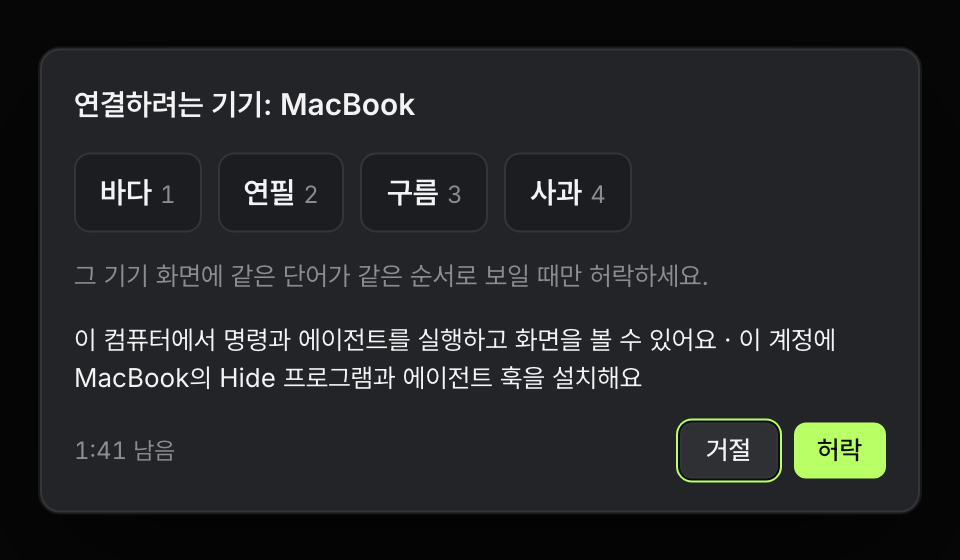 연결하려는 기기: MacBook
바다 1 연필 2 구름 3 사과 4
그 기기 화면에 같은 단어가 같은 순서로 보일 때만 허락하세요.
이 컴퓨터에서 명령과 에이전트를 실행하고 화면을 볼 수 있어요 · 이 계정에
MacBook의 Hide 프로그램과 에이전트 훅을 설치해요
1:41 남음 거절 허락